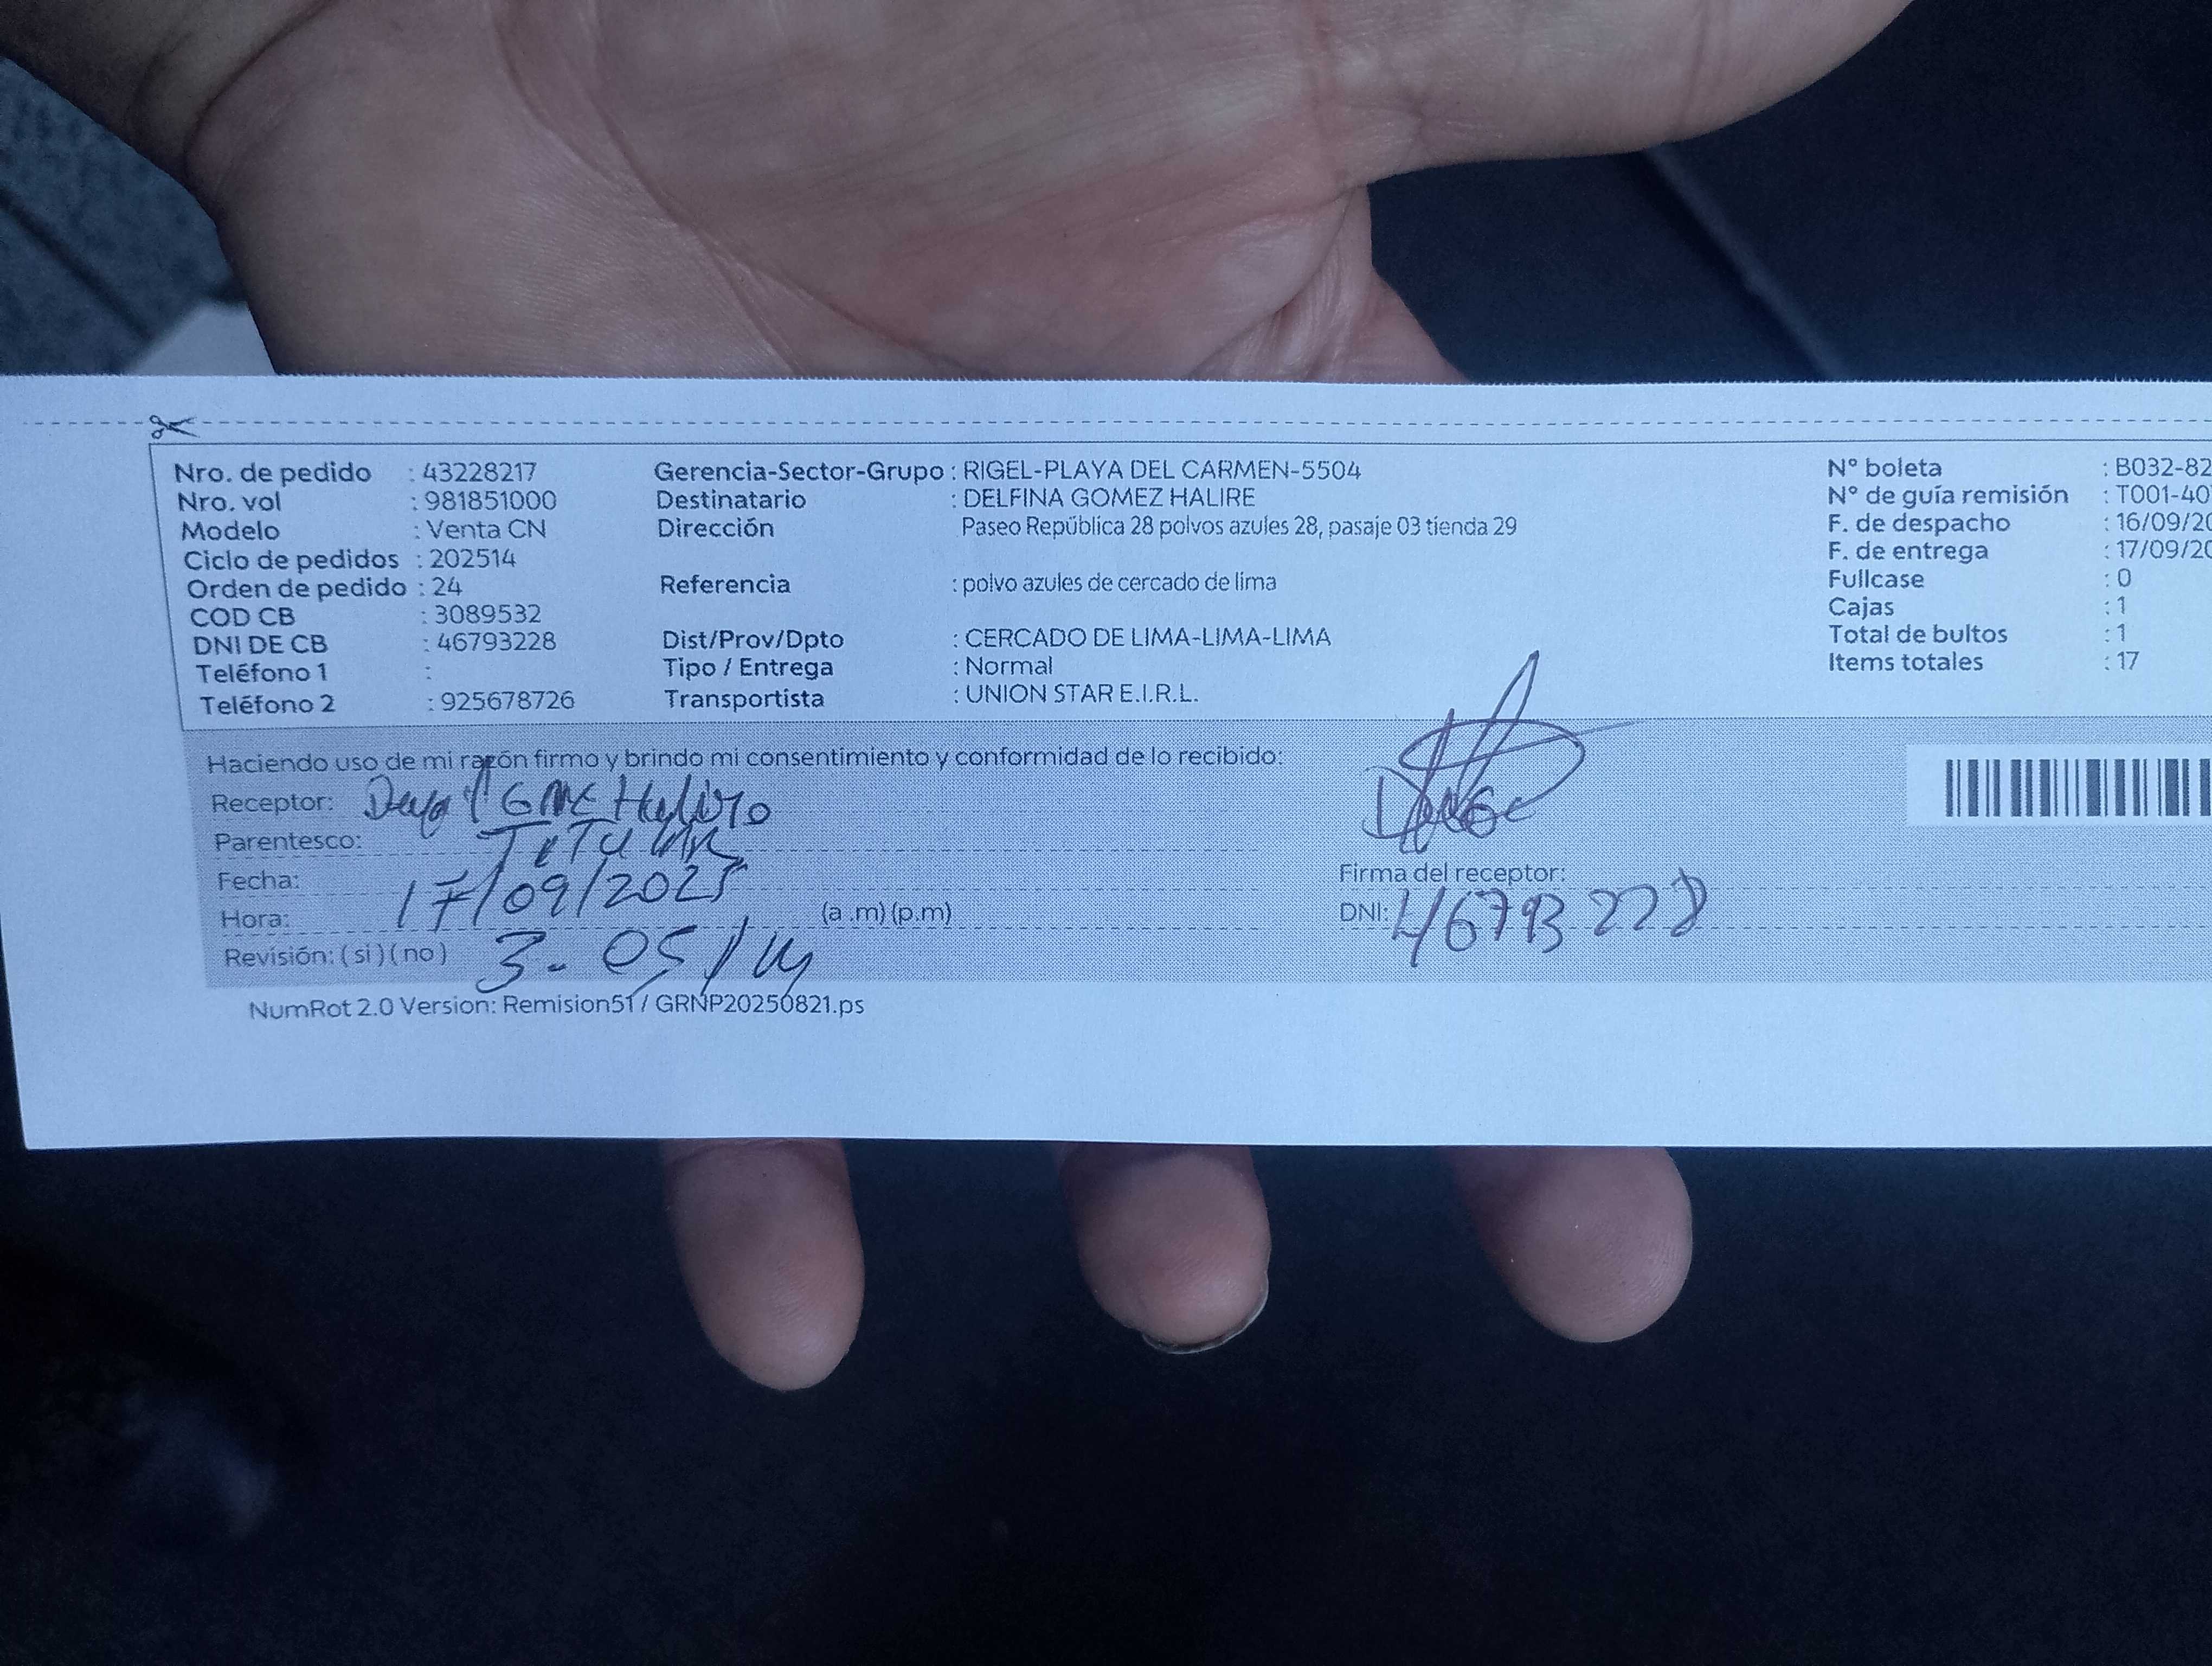 Nro. de pedido : 43228217 Gerencia-Sector-Grupo : RIGEL-PLAYA DEL CARMEN-5504 N° boleta : B032-82
Nro. vol : 981851000 Destinatario : DELFINA GOMEZ HALIRE N° de guía remisión : T001-40
Modelo : Venta CN Dirección Paseo República 28 polvos azules 28, pasaje 03 tienda 29 F. de despacho : 16/09/20
Ciclo de pedidos : 202514 F. de entrega : 17/09/20
Orden de pedido : 24 Referencia : polvo azules de cercado de lima Fullcase : 0
COD CB : 3089532 Cajas : 1
DNI DE CB : 46793228 Dist/Prov/Dpto : CERCADO DE LIMA-LIMA-LIMA Total de bultos : 1
Teléfono 1 : Tipo / Entrega : Normal Items totales : 17
Teléfono 2 : 925678726 Transportista : UNION STAR E.I.R.L.
Haciendo uso de mi razón firmo y brindo mi consentimiento y conformidad de lo recibido:
Receptor:
Parentesco:
Fecha: 17/09/2025 Firma del receptor:
Hora: (a .m) (p.m) DNI: 46793228
Revisión: ( si ) ( no ) 3.05
NumRot 2.0 Version: Remision51 / GRNP20250821.ps